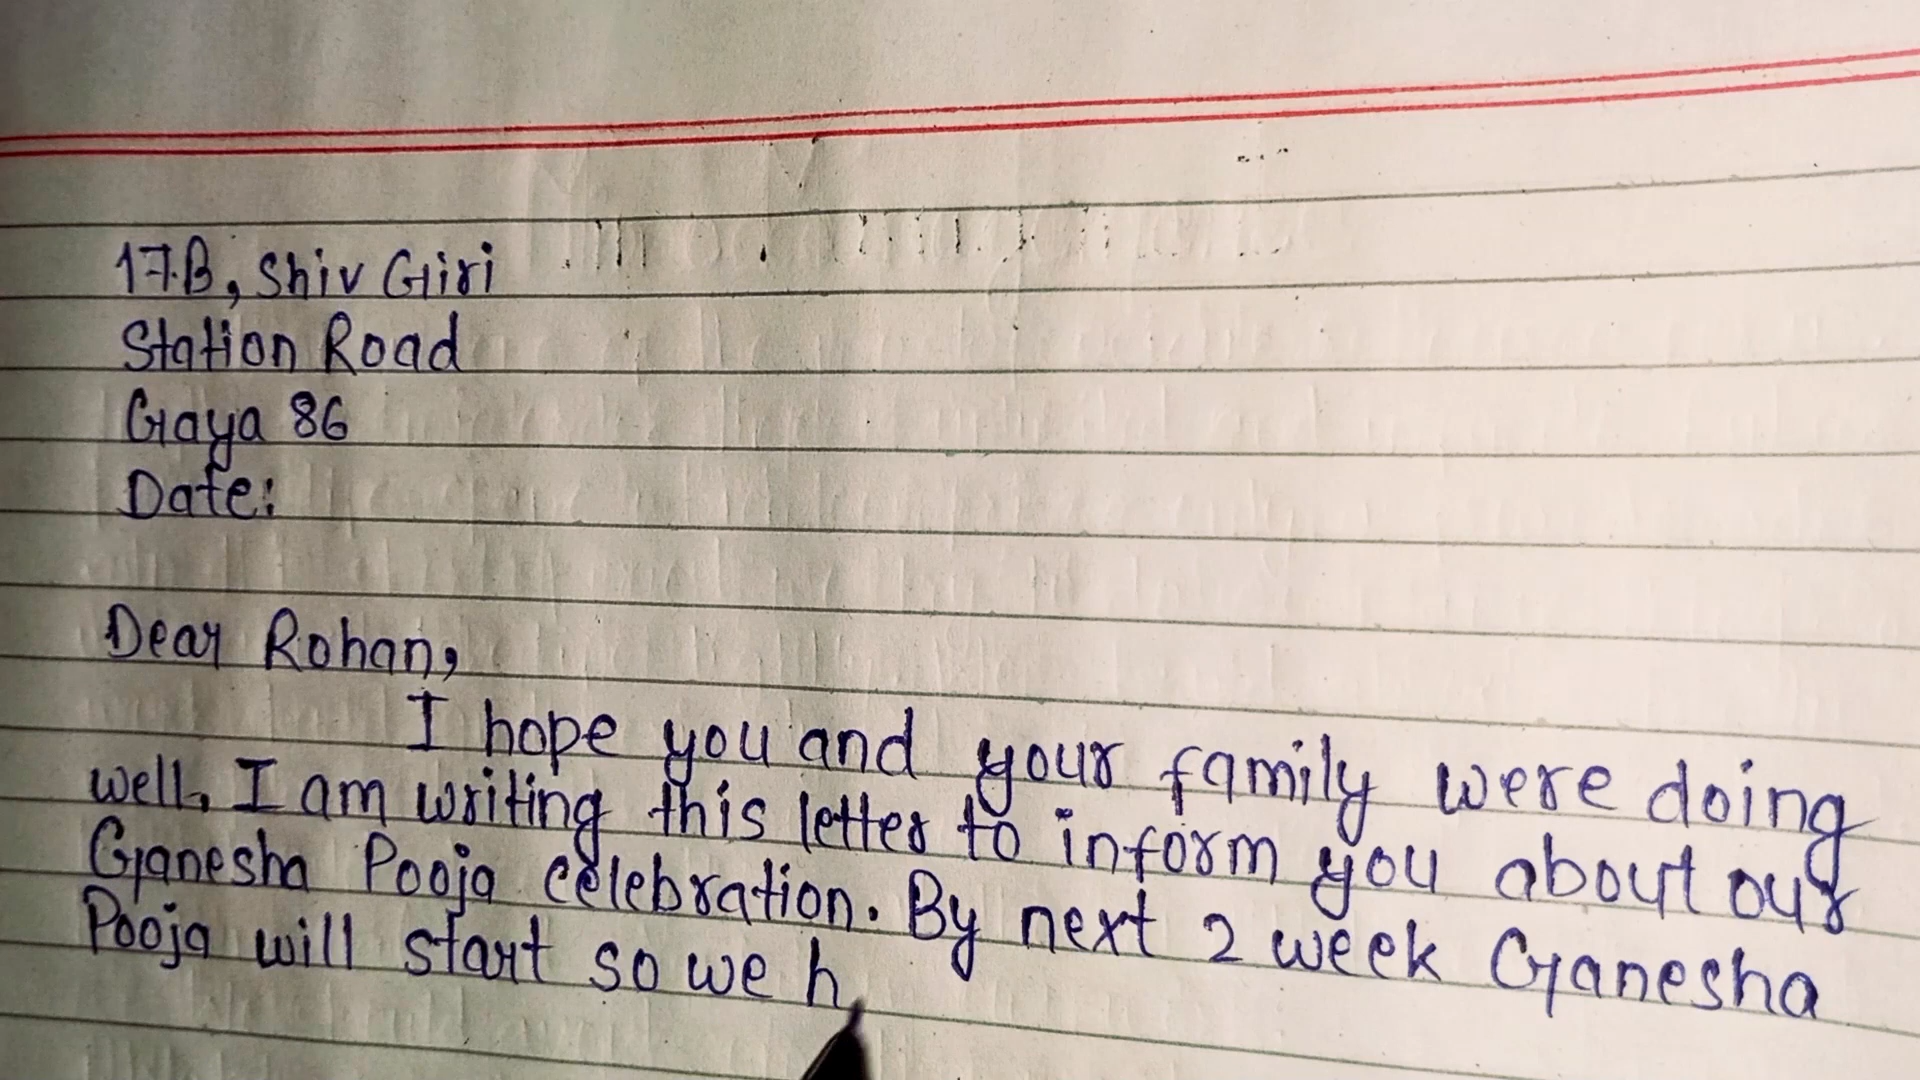 17.B, Shiv Giri
Station Road
Gaya 86
Date:
Dear Rohan,
I hope you and your family were doing
well, I am writing this letter to inform you about our
Ganesha Pooja celebration. By next 2 week Ganesha
Pooja will start so we h